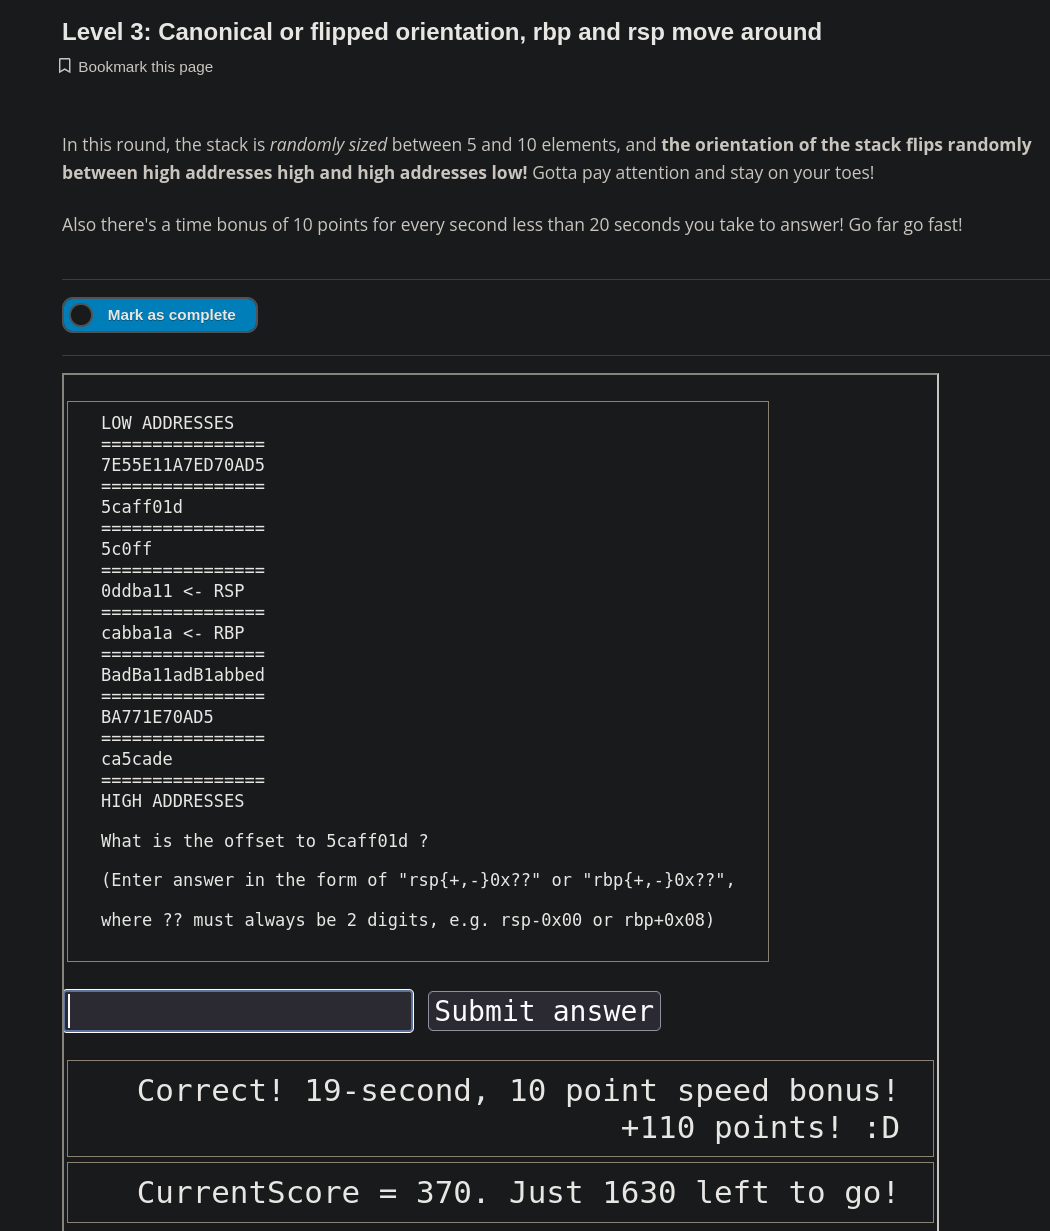 Level 3: Canonical or flipped orientation, rbp and rsp move around
Bookmark this page
In this round, the stack is randomly sized between 5 and 10 elements, and the orientation of the stack flips randomly
between high addresses high and high addresses low! Gotta pay attention and stay on your toes!
Also there's a time bonus of 10 points for every second less than 20 seconds you take to answer! Go far go fast!
Mark as complete
LOW ADDRESSES
================
7E55E11A7ED70AD5
================
5caff01d
================
5c0ff
================
0ddba11 <- RSP
================
cabba1a <- RBP
================
BadBa11adB1abbed
================
BA771E70AD5
================
ca5cade
================
HIGH ADDRESSES
What is the offset to 5caff01d ?
(Enter answer in the form of "rsp{+,-}0x??" or "rbp{+,-}0x??",
where ?? must always be 2 digits, e.g. rsp-0x00 or rbp+0x08)
Submit answer
Correct! 19-second, 10 point speed bonus!
+110 points! :D
CurrentScore = 370. Just 1630 left to go!